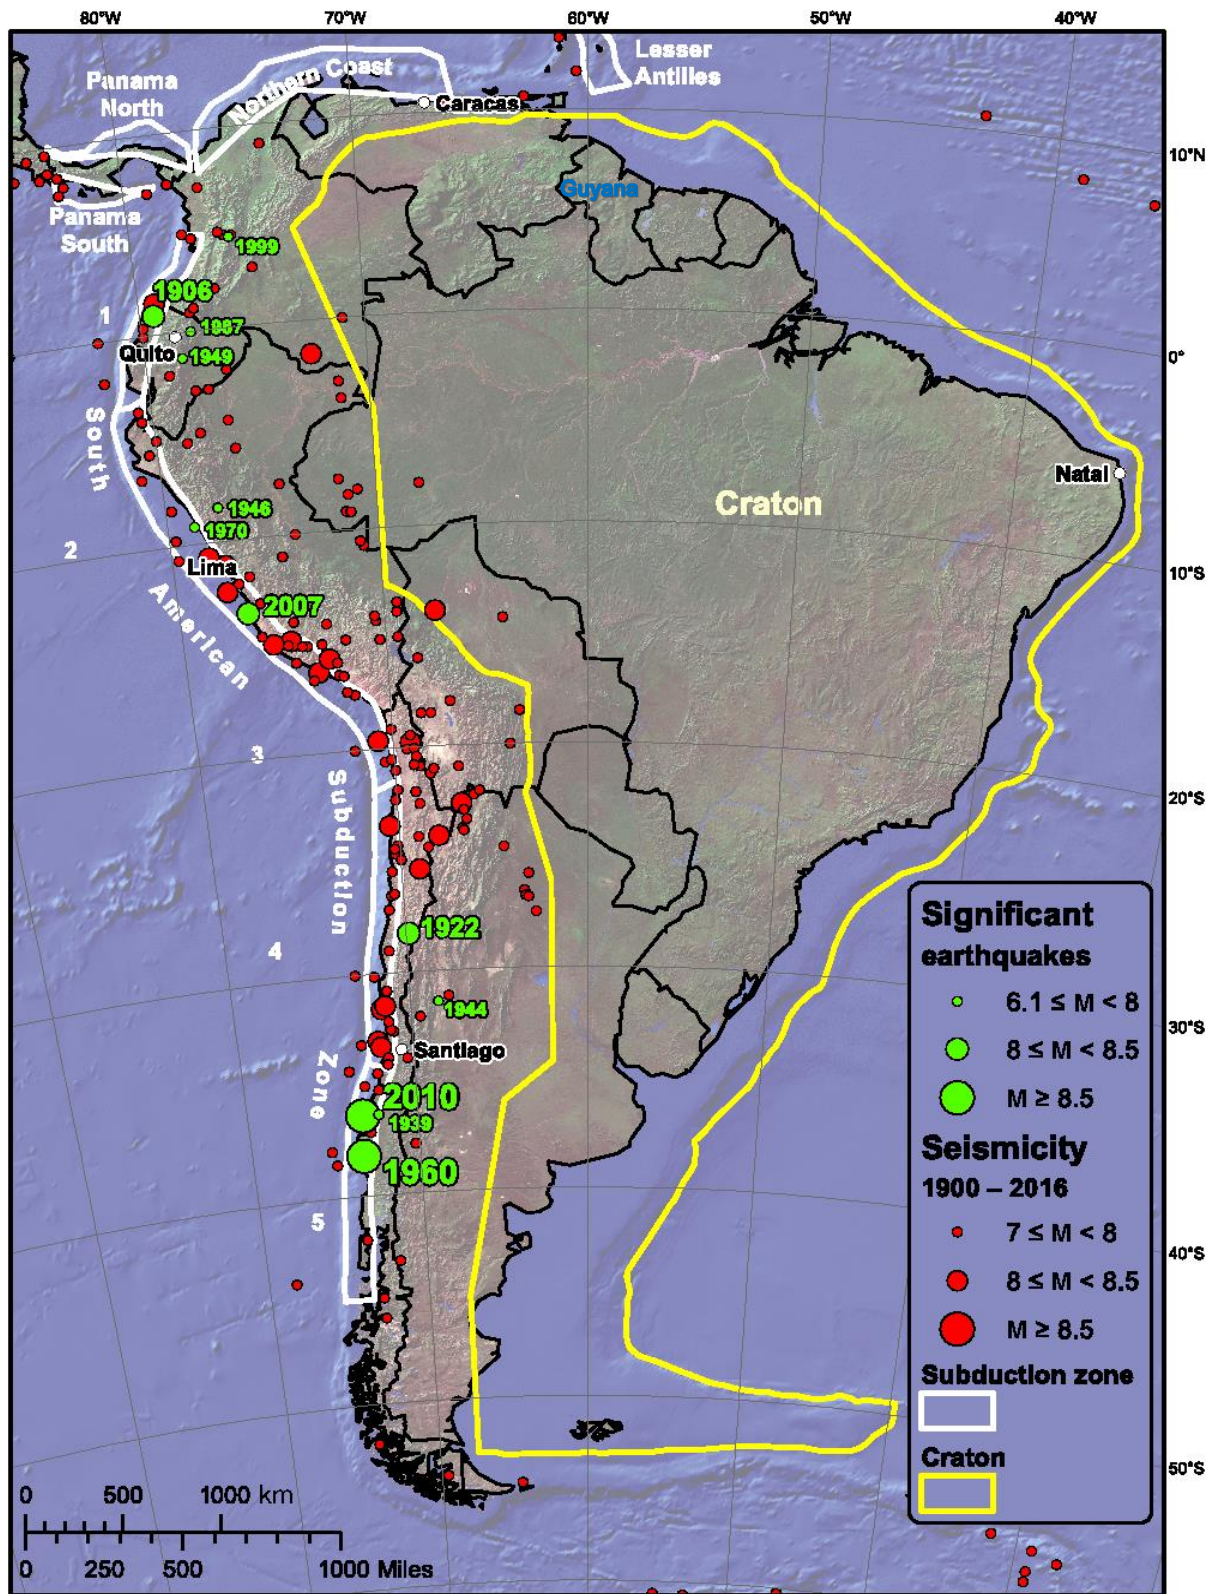 80°W
70°W
60°W
50°W
40°W
Lesser
Antilles
Panama
North
Northern Coast
Caracas
10°N
Guyana
Panama
South
1999
1906
1
1987
Quito
1949
0°
South
Natal
Craton
1946
1970
2
Lima
10°S
American
2007
3
Subduction
20°S
4
1922
1944
30°S
Santiago
Zone
2010
1939
1960
5
40°S
50°S
Significant
earthquakes
6.1 ≤ M < 8
8 ≤ M < 8.5
M ≥ 8.5
Seismicity
1900 – 2016
7 ≤ M < 8
8 ≤ M < 8.5
M ≥ 8.5
Subduction zone
Craton
0 500 1000 km
0 250 500 1000 Miles